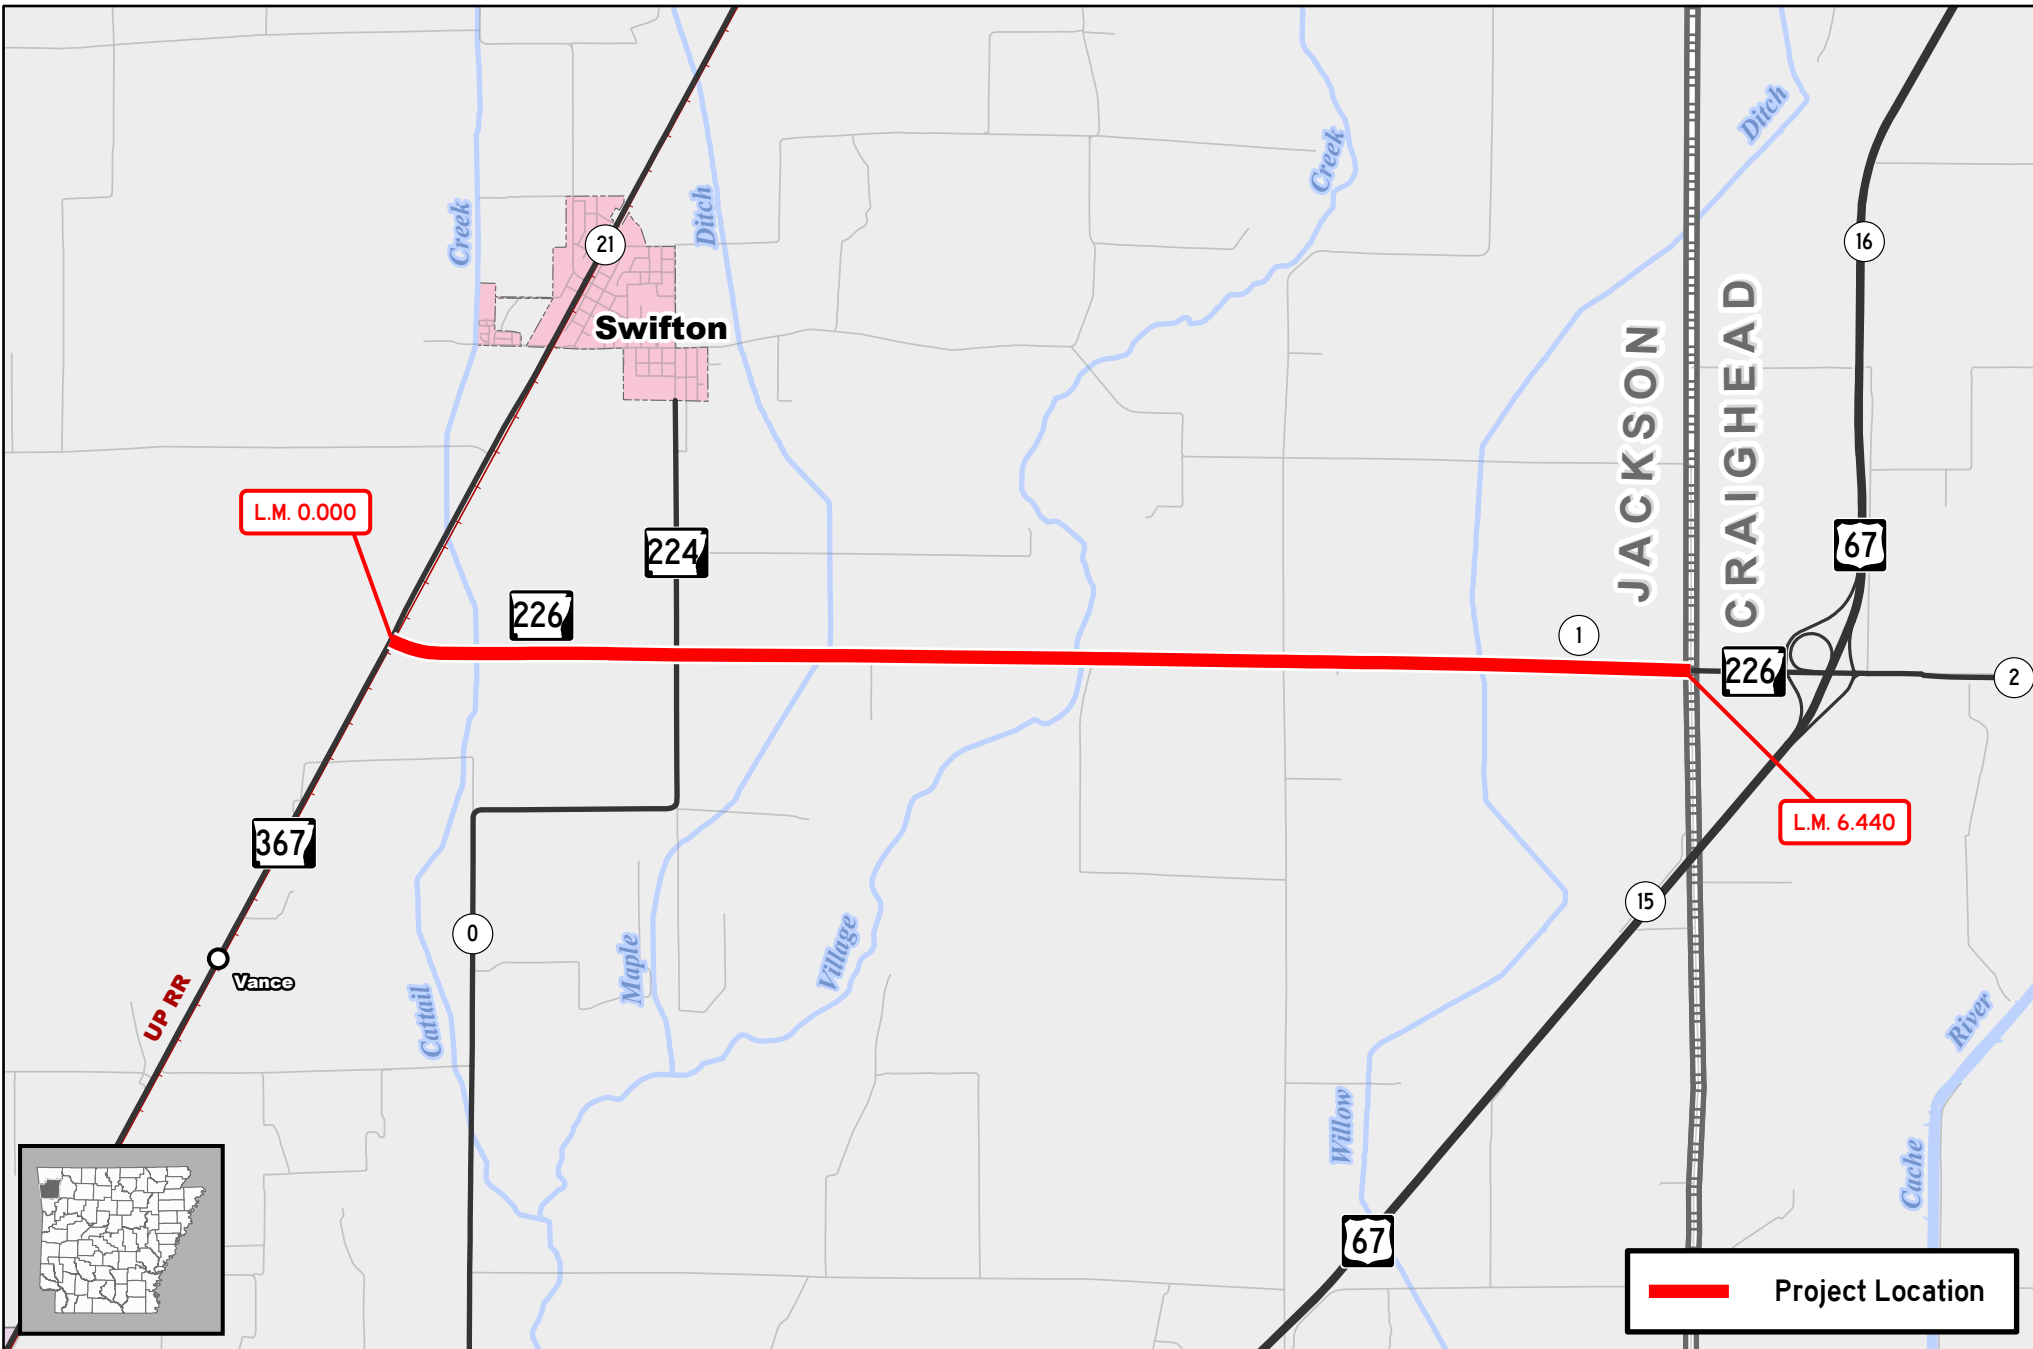 Ditch
Creek
Creek
Ditch
21
16
Swifton
JACKSON
CRAIGHEAD
L.M. 0.000
224
67
226
1
226
2
367
L.M. 6.440
15
0
Vance
UP RR
Cattail
Maple
Village
River
Willow
Cache
67
Project Location